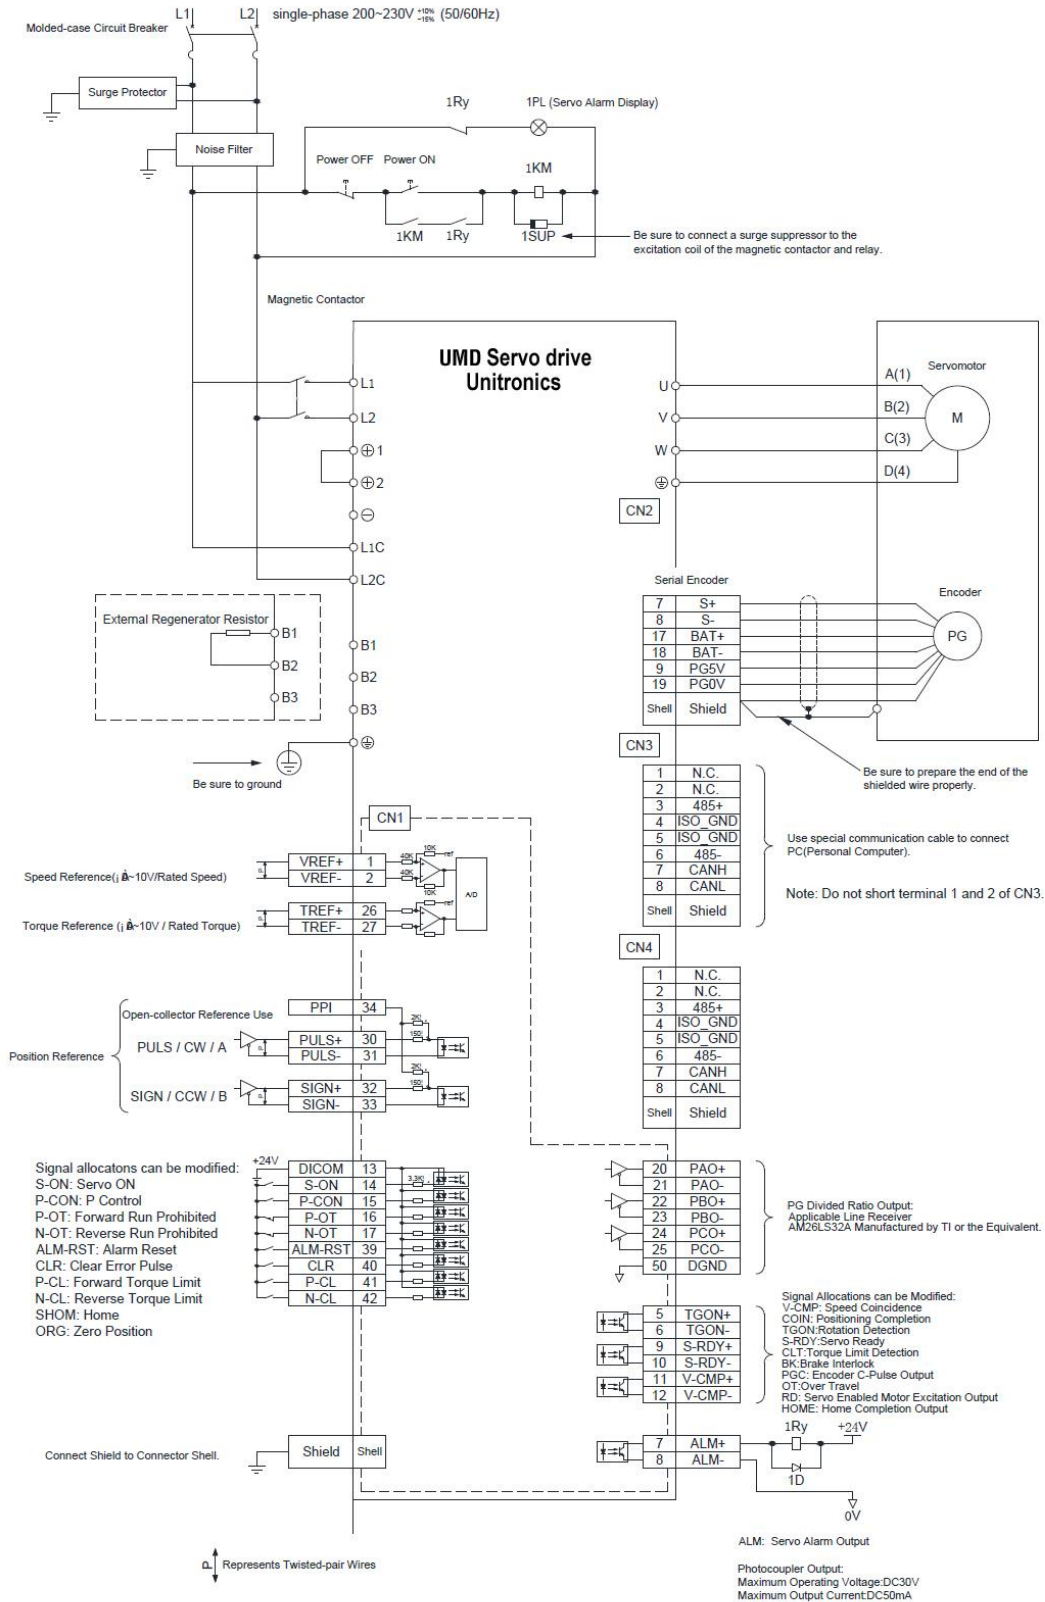 L1 L2 single-phase 200~230V +10% -15% (50/60Hz)
Molded-case Circuit Breaker
Surge Protector
1Ry 1PL (Servo Alarm Display)
Noise Filter
Power OFF Power ON
1KM
1KM 1Ry 1SUP
Be sure to connect a surge suppressor to the
excitation coil of the magnetic contactor and relay.
Magnetic Contactor
UMD Servo drive
Unitronics
L1
L2
1
2
L1C
L2C
U
V
W
A(1)
B(2)
C(3)
D(4)
Servomotor
M
CN2
External Regenerator Resistor
B1
B2
B3
B1
B2
B3
Be sure to ground
Serial Encoder
7 S+
8 S-
17 BAT+
18 BAT-
9 PG5V
19 PG0V
Shell Shield
Encoder
PG
Be sure to prepare the end of the
shielded wire properly.
CN3
1 N.C.
2 N.C.
3 485+
4 ISO_GND
5 ISO_GND
6 485-
7 CANH
8 CANL
Shell Shield
Use special communication cable to connect
PC(Personal Computer).
Note: Do not short terminal 1 and 2 of CN3.
CN4
1 N.C.
2 N.C.
3 485+
4 ISO_GND
5 ISO_GND
6 485-
7 CANH
8 CANL
Shell Shield
CN1
Speed Reference( ~10V/Rated Speed)
P
VREF+ 1
VREF- 2
40K
40K
10K
10K
ref
A/D
Torque Reference ( ~10V / Rated Torque)
P
TREF+ 26
TREF- 27
10K
ref
Position Reference
Open-collector Reference Use
PPI 34
PULS / CW / A
P
PULS+ 30
PULS- 31
SIGN / CCW / B
P
SIGN+ 32
SIGN- 33
Signal allocatons can be modified:
S-ON: Servo ON
P-CON: P Control
P-OT: Forward Run Prohibited
N-OT: Reverse Run Prohibited
ALM-RST: Alarm Reset
CLR: Clear Error Pulse
P-CL: Forward Torque Limit
N-CL: Reverse Torque Limit
SHOM: Home
ORG: Zero Position
+24V
DICOM 13
S-ON 14
P-CON 15
P-OT 16
N-OT 17
ALM-RST 39
CLR 40
P-CL 41
N-CL 42
20 PAO+
21 PAO-
22 PBO+
23 PBO-
24 PCO+
25 PCO-
50 DGND
PG Divided Ratio Output:
Applicable Line Receiver
AM26LS32A Manufactured by TI or the Equivalent.
5 TGON+
6 TGON-
9 S-RDY+
10 S-RDY-
11 V-CMP+
12 V-CMP-
Signal Allocations can be Modified:
V-CMP: Speed Coincidence
COIN: Positioning Completion
TGON:Rotation Detection
S-RDY:Servo Ready
CLT:Torque Limit Detection
BK:Brake Interlock
PGC: Encoder C-Pulse Output
OT:Over Travel
RD: Servo Enabled Motor Excitation Output
HOME: Home Completion Output
Connect Shield to Connector Shell.
Shield Shell
7 ALM+
8 ALM-
1Ry +24V
1D
0V
ALM: Servo Alarm Output
P Represents Twisted-pair Wires
Photocoupler Output:
Maximum Operating Voltage:DC30V
Maximum Output Current:DC50mA